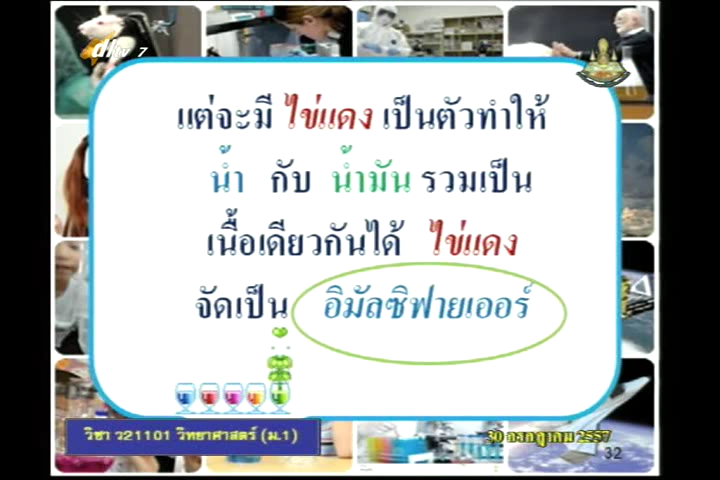 dltv 7
แต่จะมี ไข่แดง เป็นตัวทำให้
น้ำ กับ น้ำมัน รวมเป็น
เนื้อเดียวกันได้ ไข่แดง
จัดเป็น อิมัลซิฟายเออร์
วิชา ว21101 วิทยาศาสตร์ (ม.1)
30 กรกฎาคม 2557
32